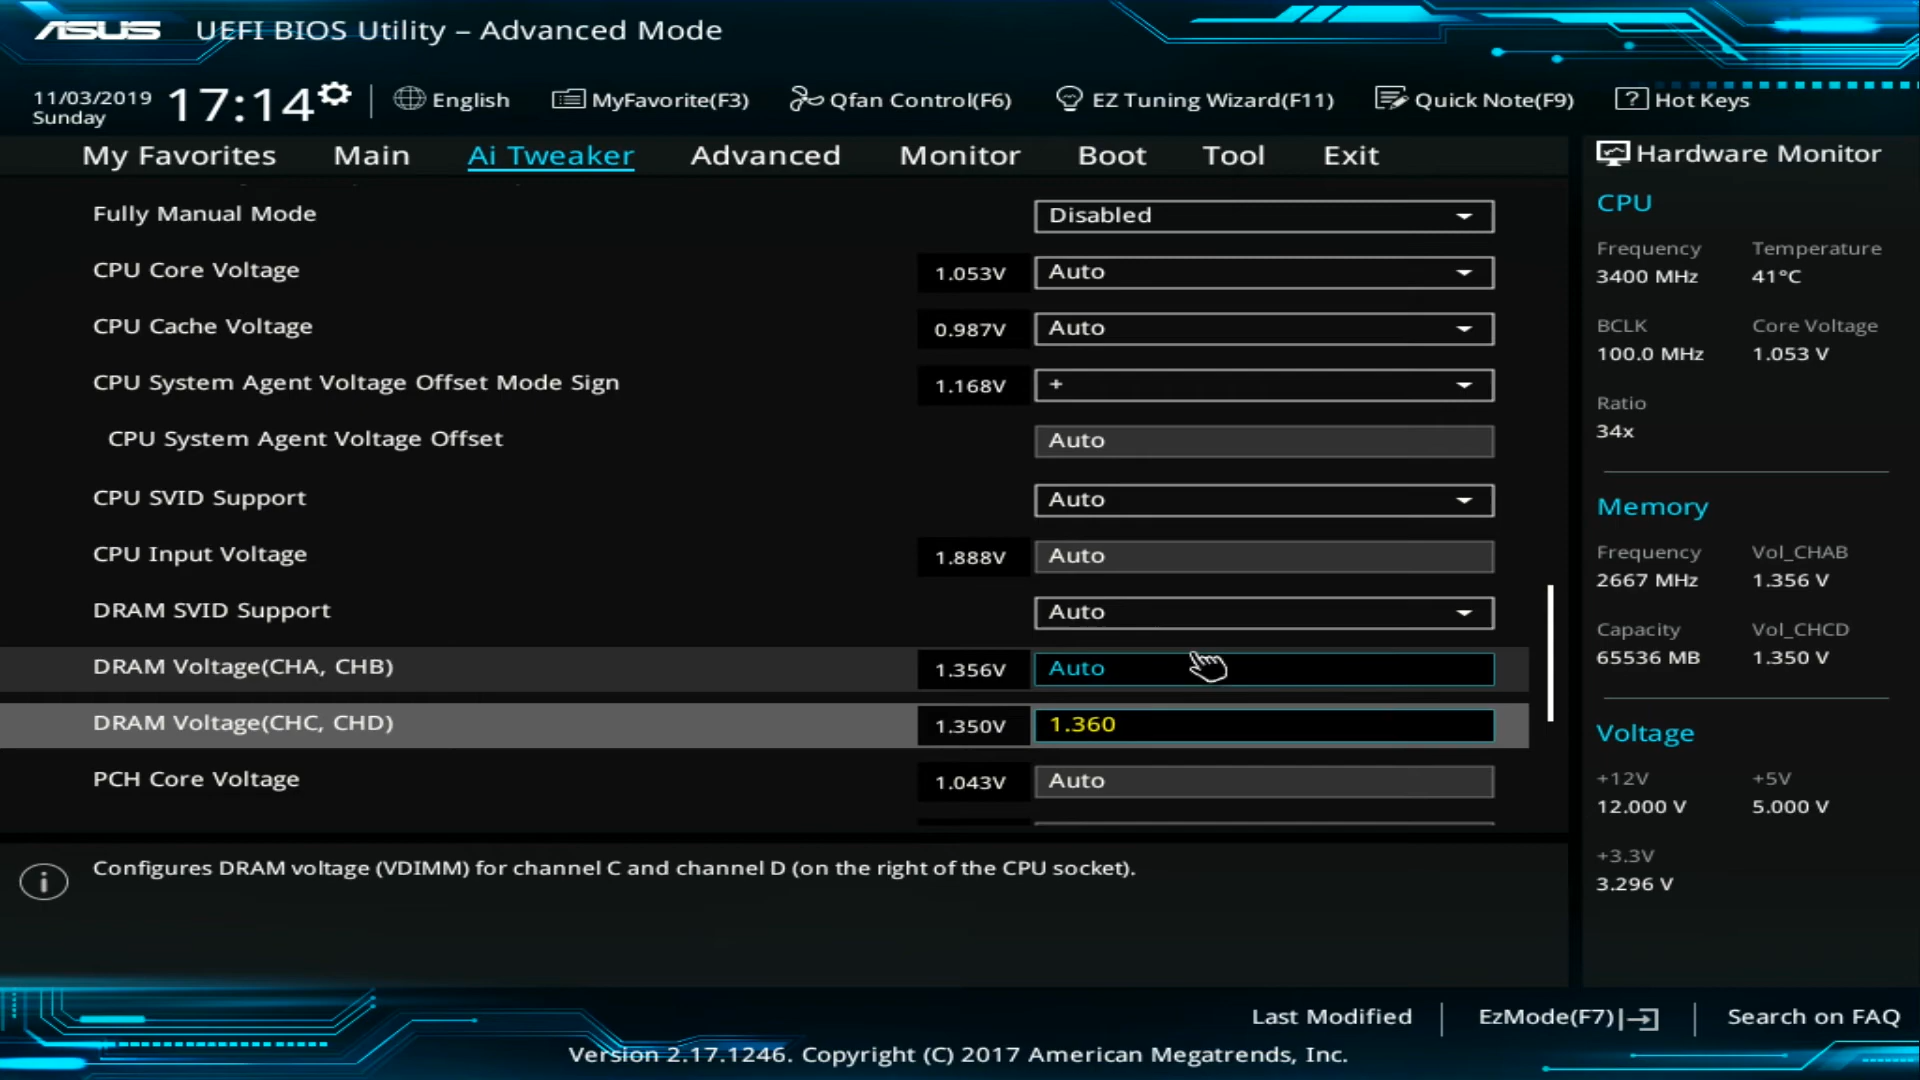 ASUS UEFI BIOS Utility – Advanced Mode
11/03/2019
Sunday
17:14
English
MyFavorite(F3)
Qfan Control(F6)
EZ Tuning Wizard(F11)
Quick Note(F9)
? Hot Keys
My Favorites Main Ai Tweaker Advanced Monitor Boot Tool Exit
Fully Manual Mode Disabled
CPU Core Voltage 1.053V Auto
CPU Cache Voltage 0.987V Auto
CPU System Agent Voltage Offset Mode Sign 1.168V +
CPU System Agent Voltage Offset Auto
CPU SVID Support Auto
CPU Input Voltage 1.888V Auto
DRAM SVID Support Auto
DRAM Voltage(CHA, CHB) 1.356V Auto
DRAM Voltage(CHC, CHD) 1.350V 1.360
PCH Core Voltage 1.043V Auto
i Configures DRAM voltage (VDIMM) for channel C and channel D (on the right of the CPU socket).
Hardware Monitor
CPU
Frequency Temperature
3400 MHz 41°C
BCLK Core Voltage
100.0 MHz 1.053 V
Ratio
34x
Memory
Frequency Vol_CHAB
2667 MHz 1.356 V
Capacity Vol_CHCD
65536 MB 1.350 V
Voltage
+12V +5V
12.000 V 5.000 V
+3.3V
3.296 V
Last Modified EzMode(F7) Search on FAQ
Version 2.17.1246. Copyright (C) 2017 American Megatrends, Inc.